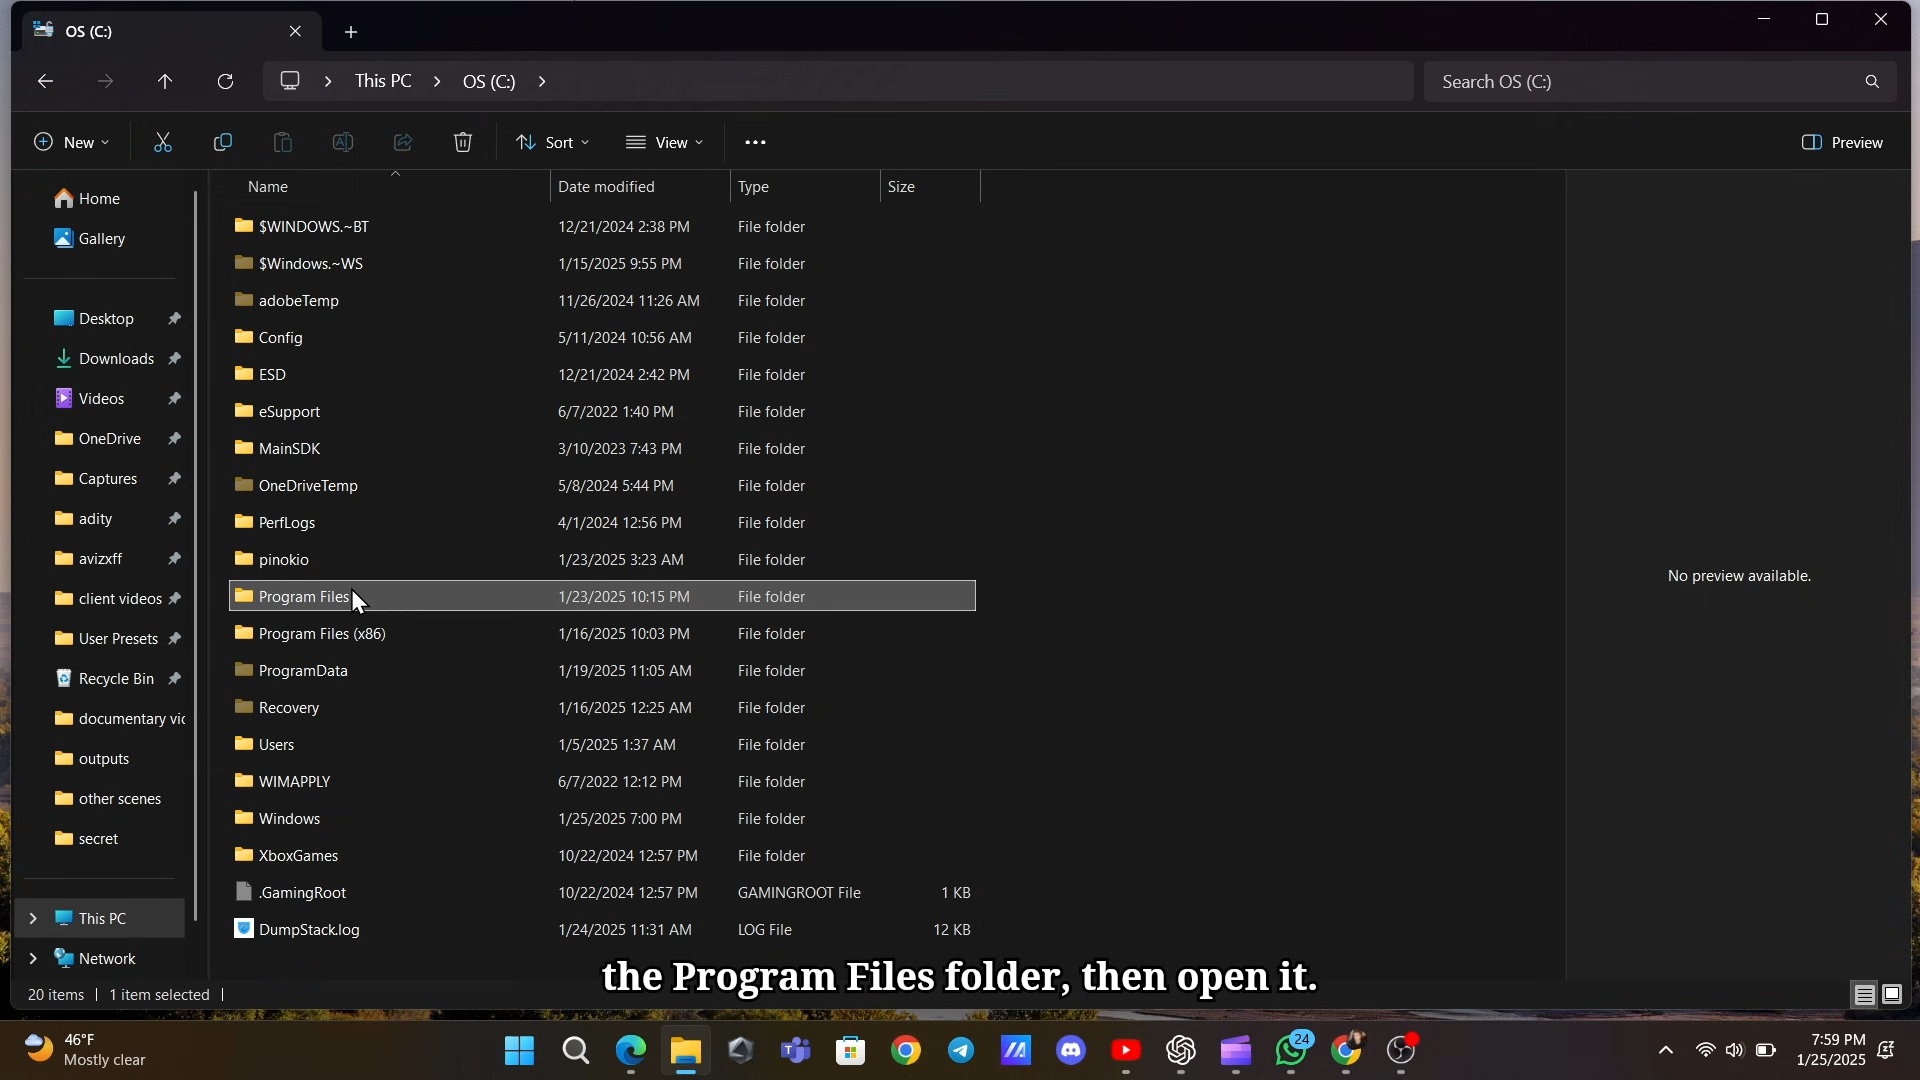 OS (C:)
This PC > OS (C:) >
Search OS (C:)
New
Sort
View
Preview
Name Date modified Type Size
Home
Gallery
Desktop
Downloads
Videos
OneDrive
Captures
adity
avizxff
client videos
User Presets
Recycle Bin
documentary vic
outputs
other scenes
secret
This PC
Network
$WINDOWS.~BT 12/21/2024 2:38 PM File folder
$Windows.~WS 1/15/2025 9:55 PM File folder
adobeTemp 11/26/2024 11:26 AM File folder
Config 5/11/2024 10:56 AM File folder
ESD 12/21/2024 2:42 PM File folder
eSupport 6/7/2022 1:40 PM File folder
MainSDK 3/10/2023 7:43 PM File folder
OneDriveTemp 5/8/2024 5:44 PM File folder
PerfLogs 4/1/2024 12:56 PM File folder
pinokio 1/23/2025 3:23 AM File folder
Program Files 1/23/2025 10:15 PM File folder
Program Files (x86) 1/16/2025 10:03 PM File folder
ProgramData 1/19/2025 11:05 AM File folder
Recovery 1/16/2025 12:25 AM File folder
Users 1/5/2025 1:37 AM File folder
WIMAPPLY 6/7/2022 12:12 PM File folder
Windows 1/25/2025 7:00 PM File folder
XboxGames 10/22/2024 12:57 PM File folder
.GamingRoot 10/22/2024 12:57 PM GAMINGROOT File 1 KB
DumpStack.log 1/24/2025 11:31 AM LOG File 12 KB
No preview available.
the Program Files folder, then open it.
20 items | 1 item selected |
46°F
Mostly clear
24
7:59 PM
1/25/2025